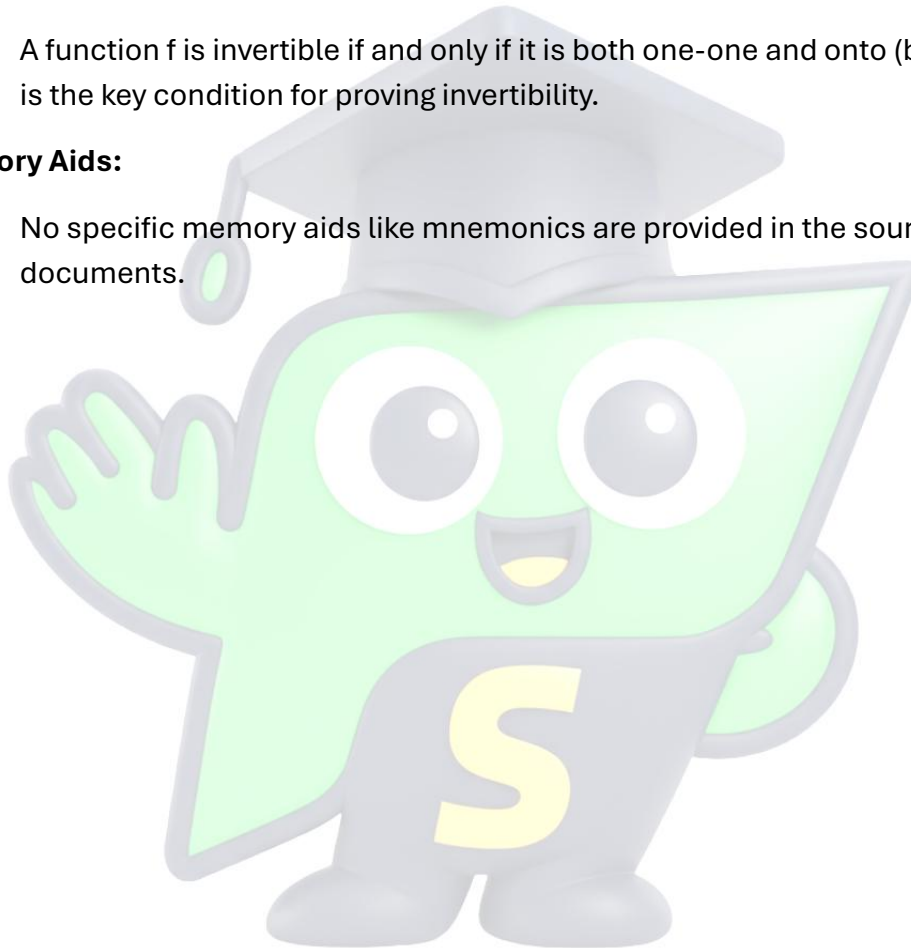 A function f is invertible if and only if it is both one-one and onto (b
is the key condition for proving invertibility.
ory Aids:
No specific memory aids like mnemonics are provided in the sour
documents.
S